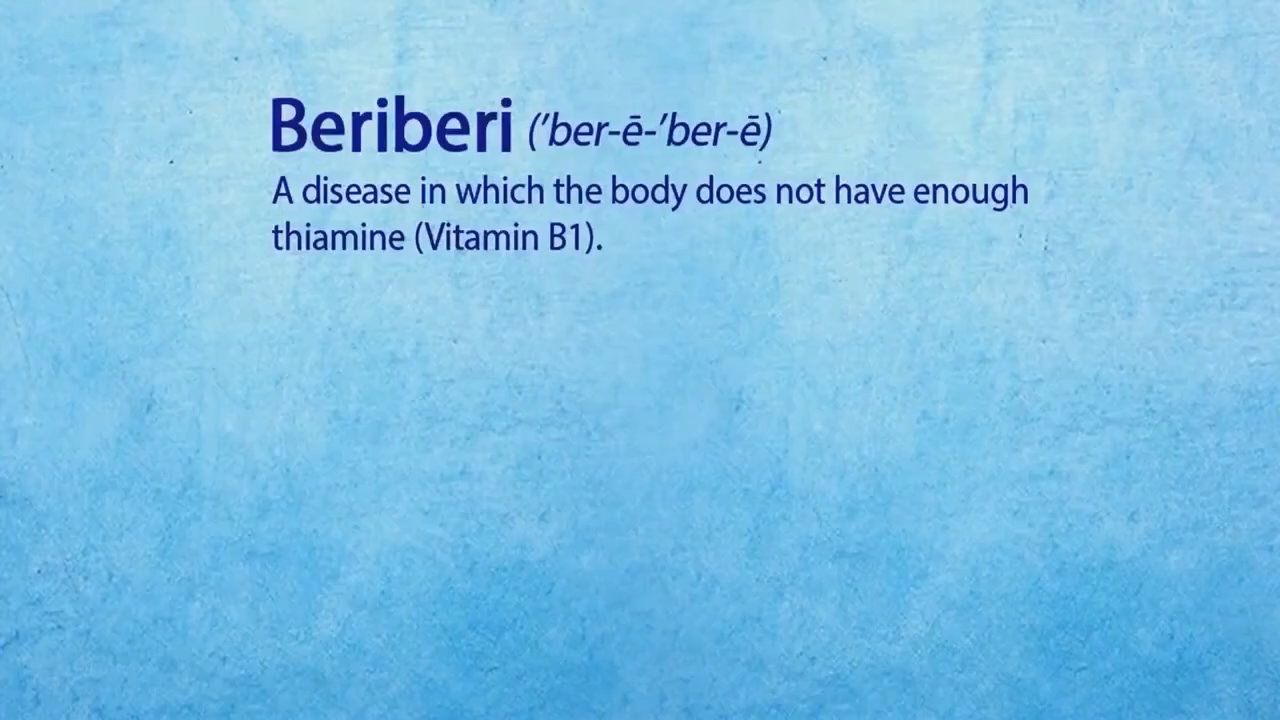 Beriberi (′ber-ē-′ber-ē)
A disease in which the body does not have enough
thiamine (Vitamin B1).